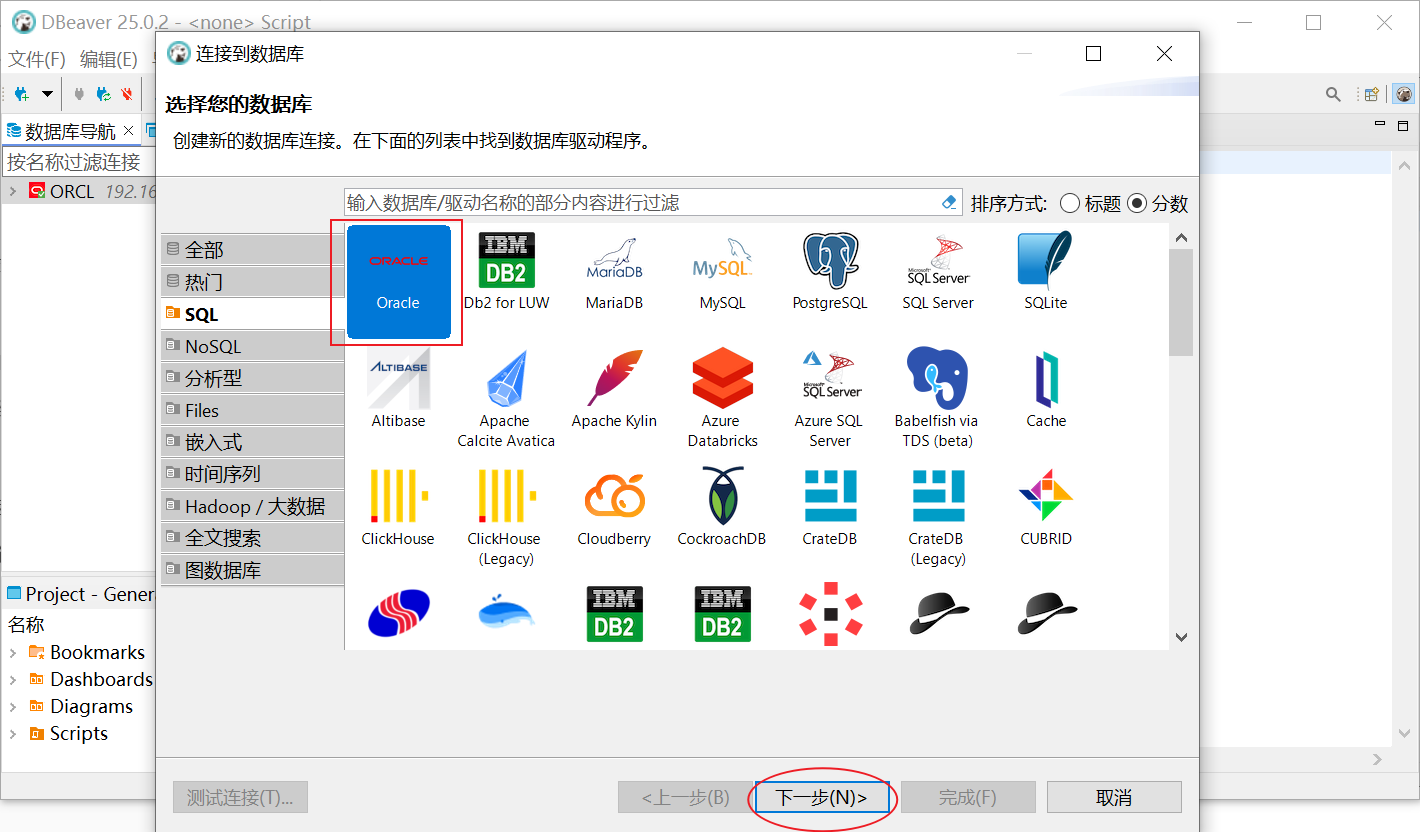 DBeaver 25.0.2 - <none> Script
文件(F) 编辑(E)
连接到数据库
选择您的数据库
创建新的数据库连接。在下面的列表中找到数据库驱动程序。
数据库导航
按名称过滤连接
ORCL 192.16
输入数据库/驱动名称的部分内容进行过滤
排序方式: 标题 分数
全部
热门
SQL
NoSQL
分析型
Files
嵌入式
时间序列
Hadoop / 大数据
全文搜索
图数据库
ORACLE IBM DB2 MariaDB MySQL Microsoft SQL Server
Oracle Db2 for LUW MariaDB MySQL PostgreSQL SQL Server SQLite
ALTIBASE Microsoft SQL Server
Altibase Apache Calcite Avatica Apache Kylin Azure Databricks Azure SQL Server Babelfish via TDS (beta) Cache
ClickHouse ClickHouse (Legacy) Cloudberry CockroachDB CrateDB CrateDB (Legacy) CUBRID
IBM DB2 IBM DB2
Project - Gener
名称
Bookmarks
Dashboards
Diagrams
Scripts
测试连接(T)... <上一步(B) 下一步(N)> 完成(F) 取消